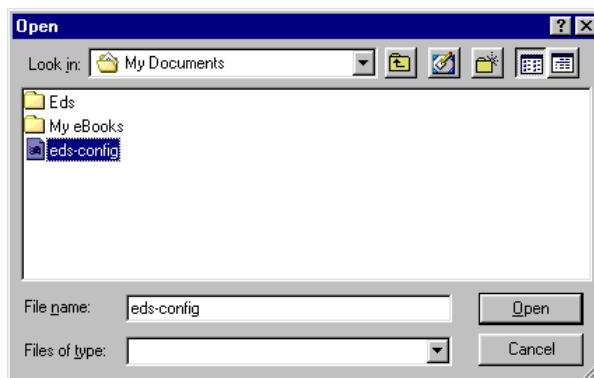 Open
Look in: My Documents
Eds
My eBooks
eds-config
File name: eds-config Open
Files of type: Cancel